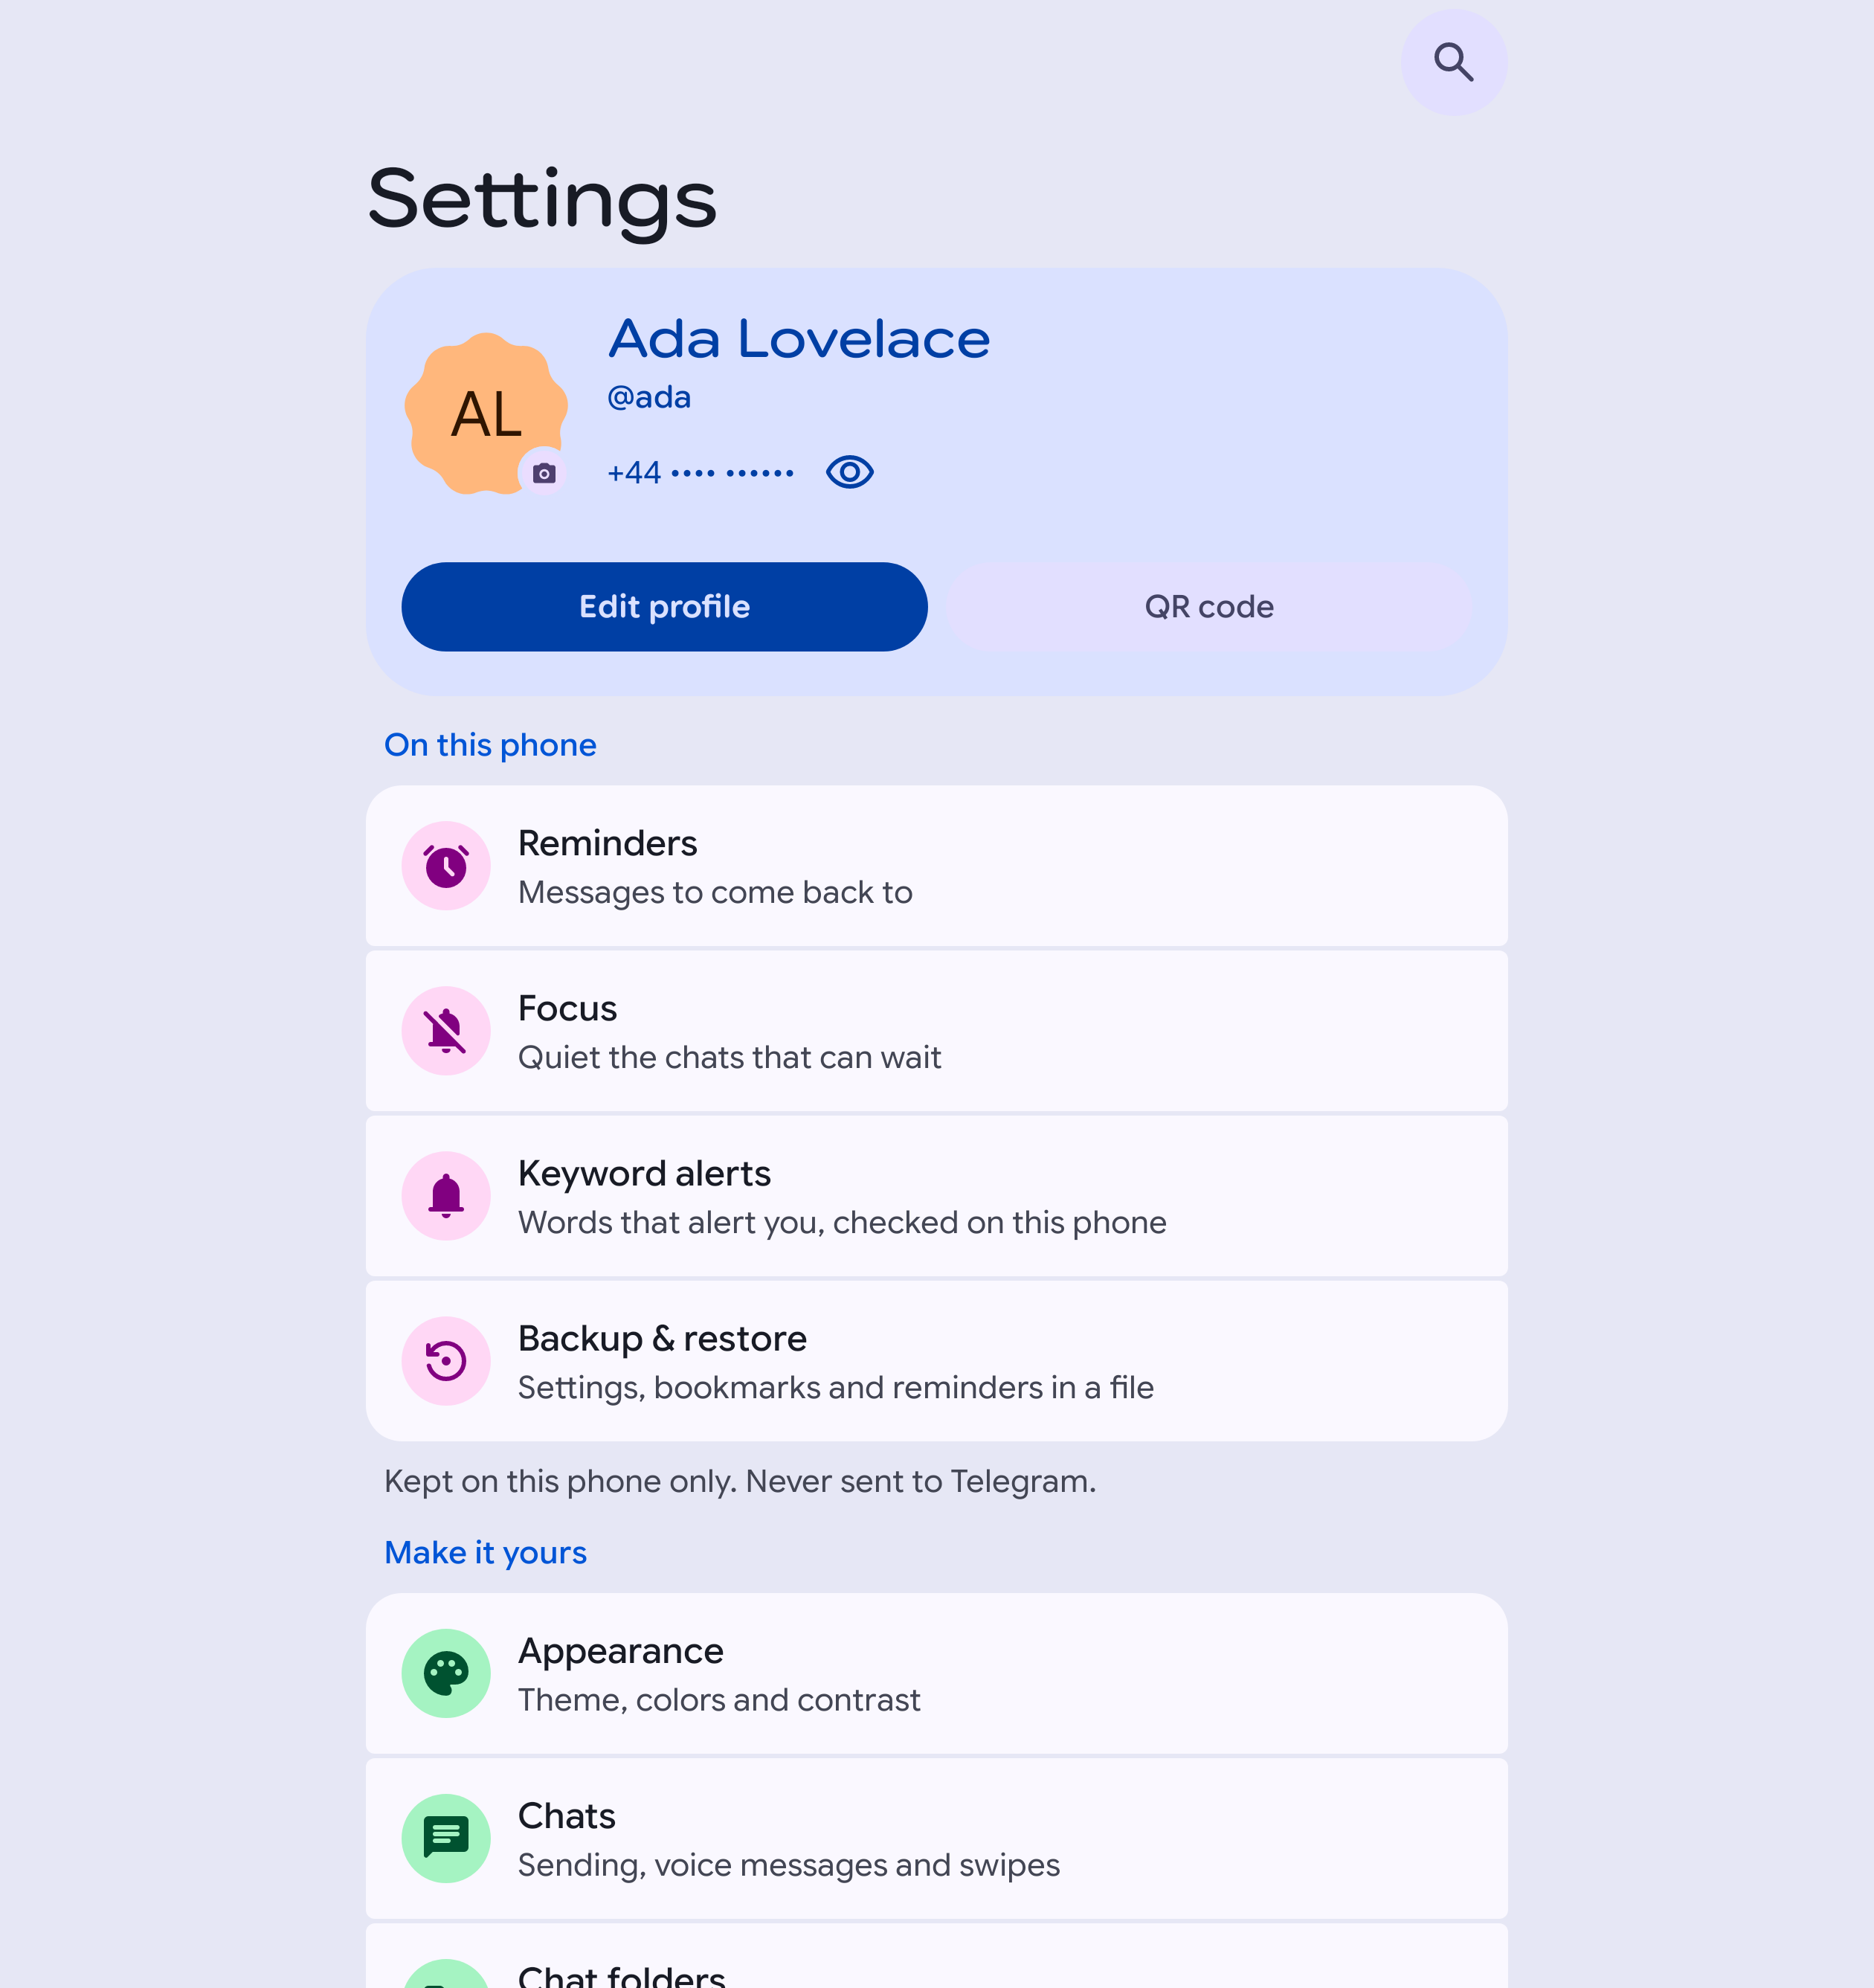 Settings
AL
Ada Lovelace
@ada
+44 •••• ••••••
Edit profile
QR code
On this phone
Reminders
Messages to come back to
Focus
Quiet the chats that can wait
Keyword alerts
Words that alert you, checked on this phone
Backup & restore
Settings, bookmarks and reminders in a file
Kept on this phone only. Never sent to Telegram.
Make it yours
Appearance
Theme, colors and contrast
Chats
Sending, voice messages and swipes
Chat folders